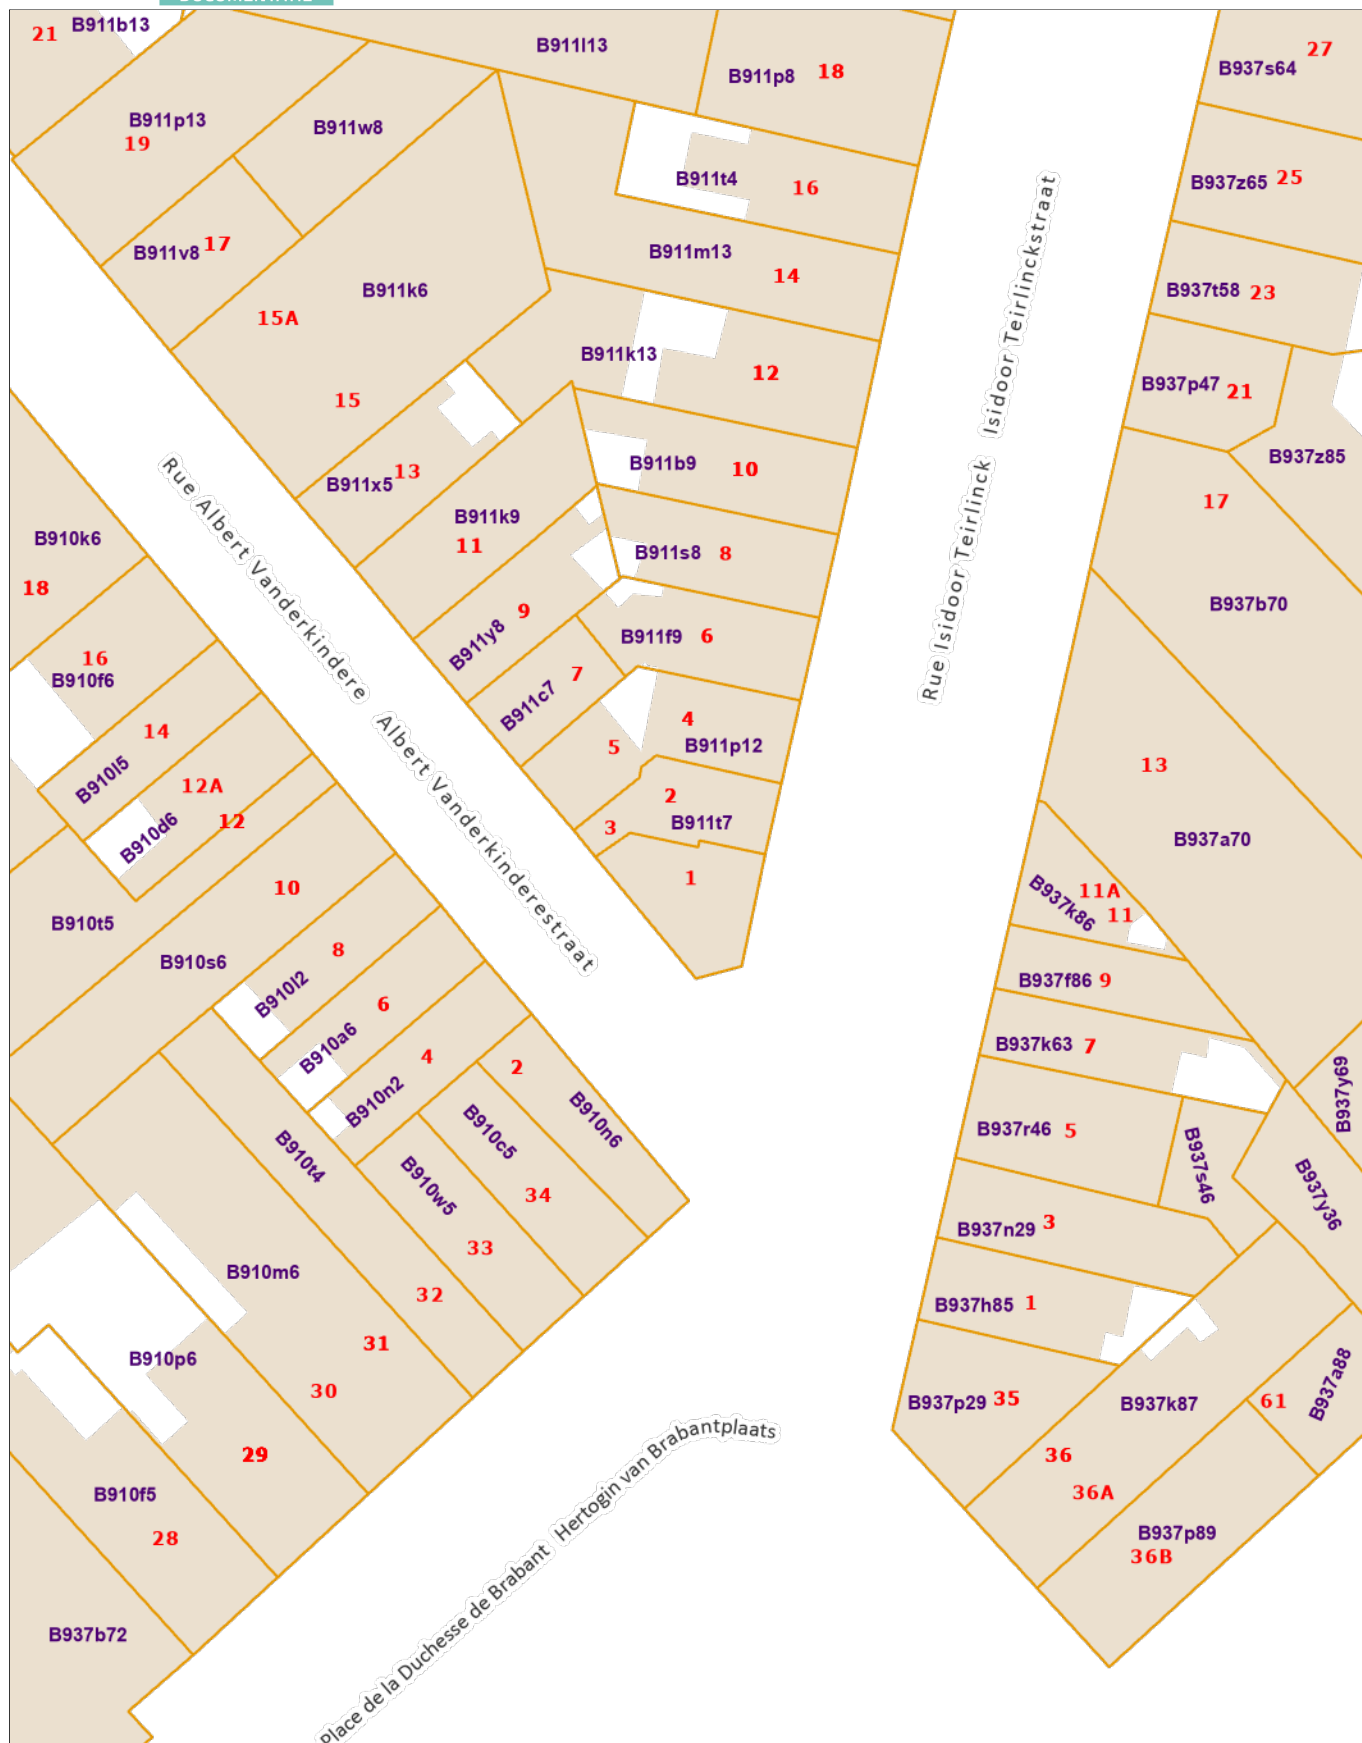 21
B911b13
B911l13
B911p8 18
B937s64
27
B911p13
19
B911w8
B911t4
16
B937z65 25
B911v8 17
B911m13
14
B911k6
15A
B937t58 23
B911k13
12
B937p47 21
15
B911x5 13
B911b9 10
B937z85
B911k9
11
17
B910k6
18
B911s8 8
B937b70
B911y8 9
B911f9 6
16
B910f6
B911c7 7
4
5
B911p12
14
B910l5
12A
12
B910d6
2
3
B911t7
1
13
B937a70
11A
11
B937k86
10
B910t5
B910s6
8
B910l2
6
B910a6
4
B910n2
2
B910n6
B937f86 9
B937k63 7
B937y69
B910t4
B910c5
B910w5
34
33
32
31
30
B937r46 5
B937s46
B937y36
B937n29 3
B910m6
B937h85 1
B910p6
29
B937p29 35
B937k87
61
B937a88
36
36A
B910f5
28
B937p89
36B
B937b72
Rue Albert Vanderkindere Albert Vanderkinderestraat
Rue Isidoor Teirlinck Isidoor Teirlinckstraat
Place de la Duchesse de Brabant Hertogin van Brabantplaats